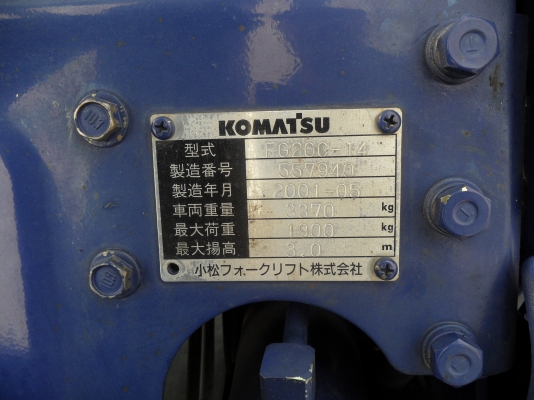 KOMATSU
型式 FG20C-14
製造番号 557940
製造年月 2001-05
車両重量 3370 kg
最大荷重 1900 kg
最大揚高 3.0 m
小松フォークリフト株式会社